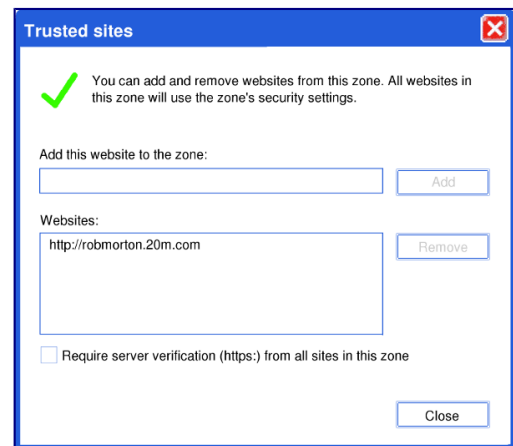 Trusted sites
You can add and remove websites from this zone. All websites in
this zone will use the zone's security settings.
Add this website to the zone:
Add
Websites:
http://robmorton.20m.com
Remove
Require server verification (https:) from all sites in this zone
Close